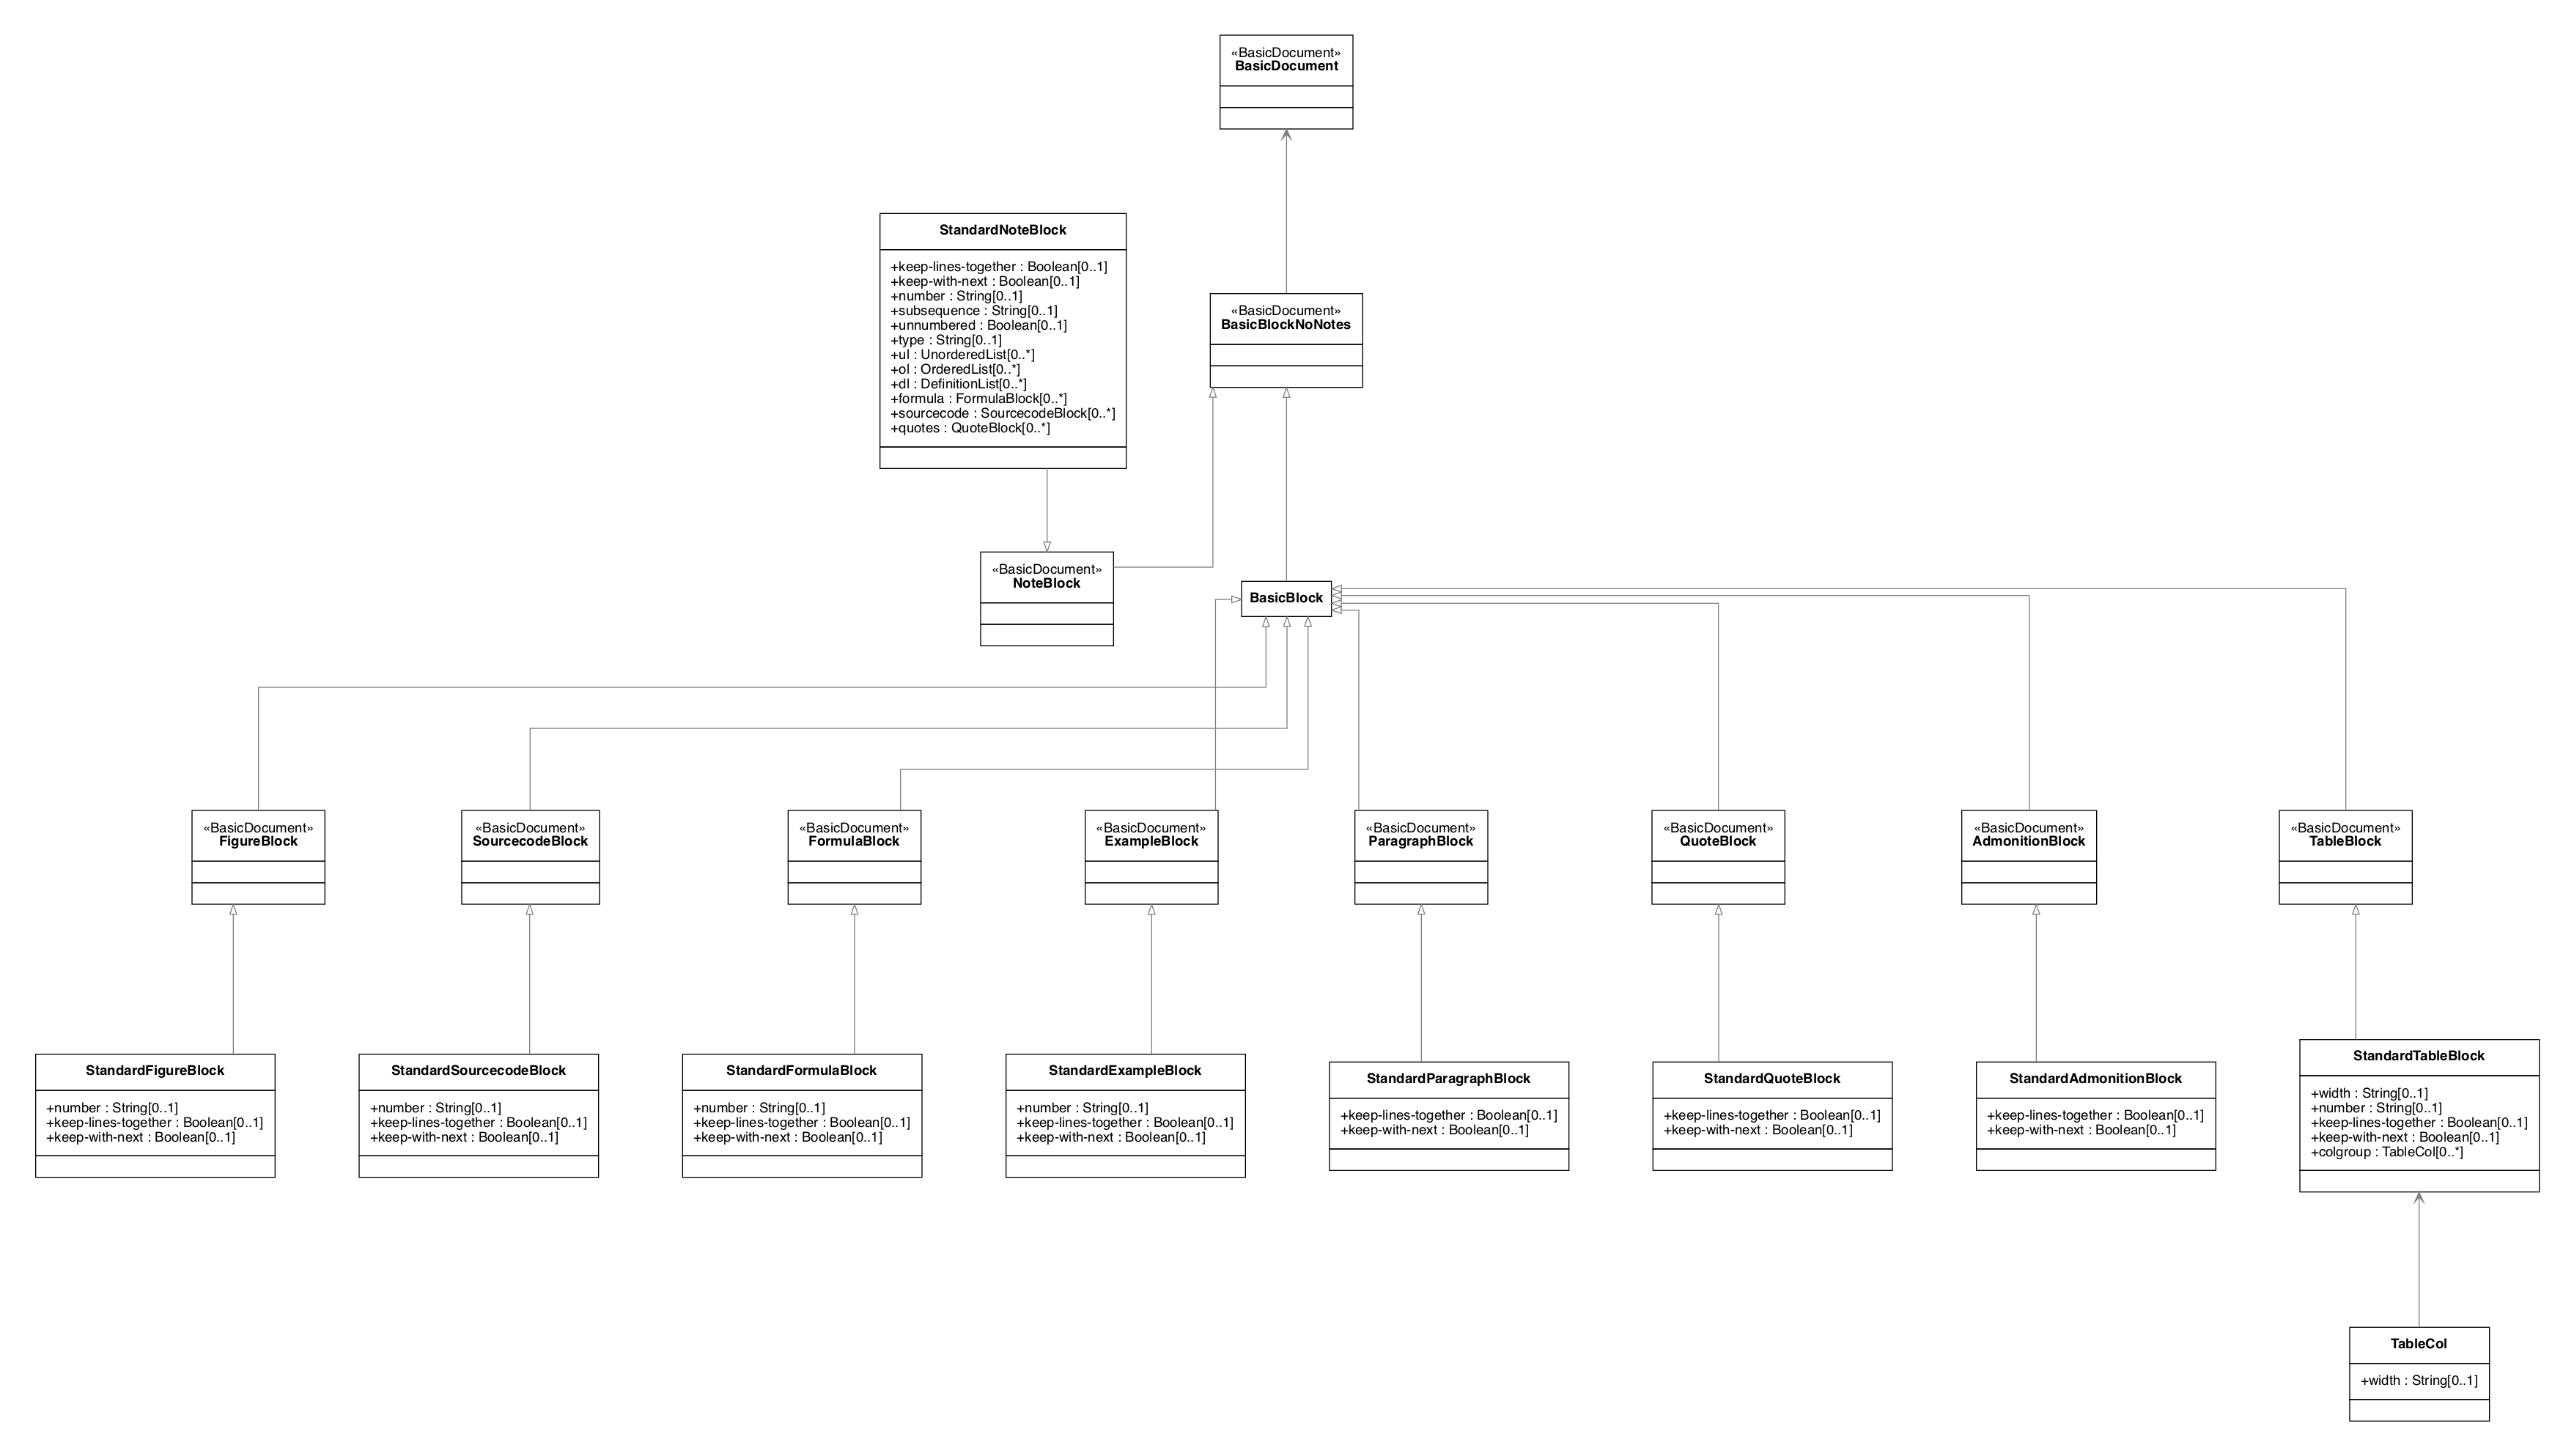 «BasicDocument»
BasicDocument
StandardNoteBlock
+keep-lines-together : Boolean[0..1]
+keep-with-next : Boolean[0..1]
+number : String[0..1]
+subsequence : String[0..1]
+unnumbered : Boolean[0..1]
+type : String[0..1]
+ul : UnorderedList[0..*]
+ol : OrderedList[0..*]
+dl : DefinitionList[0..*]
+formula : FormulaBlock[0..*]
+sourcecode : SourcecodeBlock[0..*]
+quotes : QuoteBlock[0..*]
«BasicDocument»
BasicBlockNoNotes
«BasicDocument»
NoteBlock
BasicBlock
«BasicDocument»
FigureBlock
«BasicDocument»
SourcecodeBlock
«BasicDocument»
FormulaBlock
«BasicDocument»
ExampleBlock
«BasicDocument»
ParagraphBlock
«BasicDocument»
QuoteBlock
«BasicDocument»
AdmonitionBlock
«BasicDocument»
TableBlock
StandardFigureBlock
+number : String[0..1]
+keep-lines-together : Boolean[0..1]
+keep-with-next : Boolean[0..1]
StandardSourcecodeBlock
+number : String[0..1]
+keep-lines-together : Boolean[0..1]
+keep-with-next : Boolean[0..1]
StandardFormulaBlock
+number : String[0..1]
+keep-lines-together : Boolean[0..1]
+keep-with-next : Boolean[0..1]
StandardExampleBlock
+number : String[0..1]
+keep-lines-together : Boolean[0..1]
+keep-with-next : Boolean[0..1]
StandardParagraphBlock
+keep-lines-together : Boolean[0..1]
+keep-with-next : Boolean[0..1]
StandardQuoteBlock
+keep-lines-together : Boolean[0..1]
+keep-with-next : Boolean[0..1]
StandardAdmonitionBlock
+keep-lines-together : Boolean[0..1]
+keep-with-next : Boolean[0..1]
StandardTableBlock
+width : String[0..1]
+number : String[0..1]
+keep-lines-together : Boolean[0..1]
+keep-with-next : Boolean[0..1]
+colgroup : TableCol[0..*]
TableCol
+width : String[0..1]